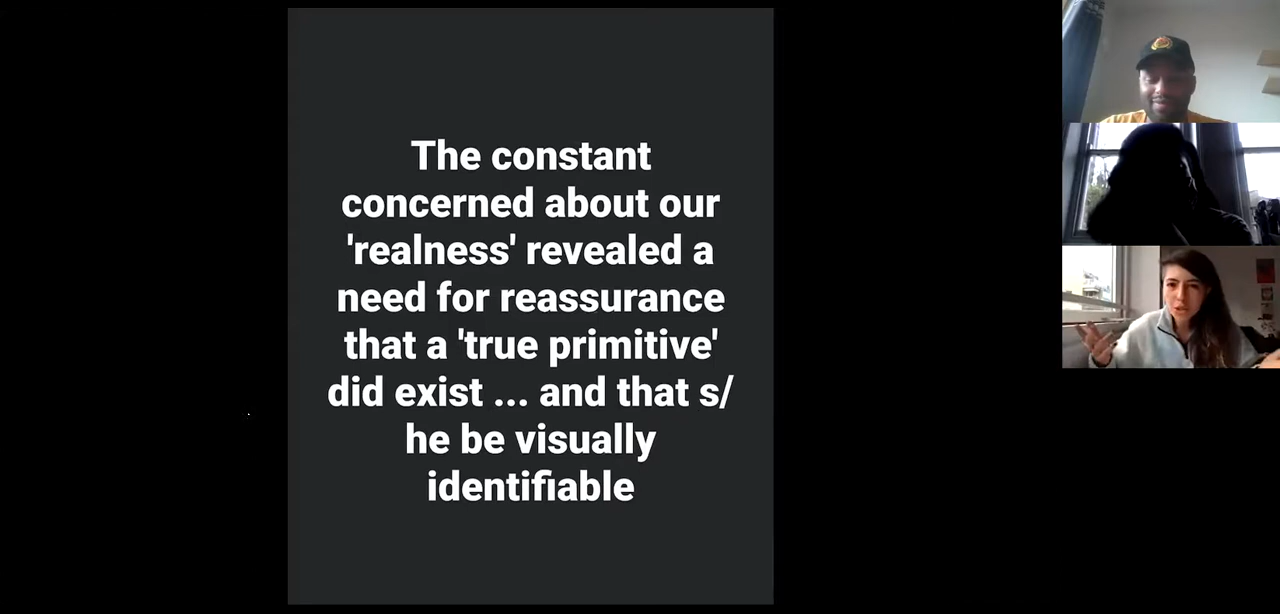 The constant
concerned about our
'realness' revealed a
need for reassurance
that a 'true primitive'
did exist ... and that s/
he be visually
identifiable